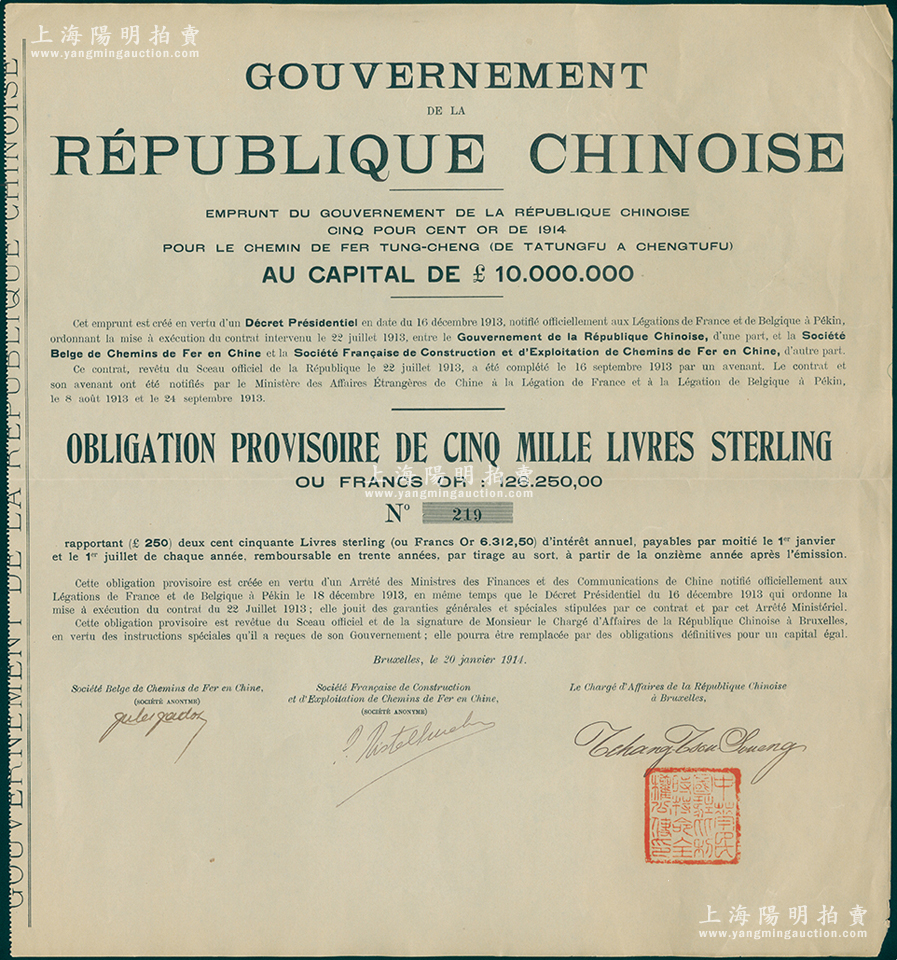 上海陽明拍賣
www.yangmingauction.com
GOUVERNEMENT DE LA RÉPUBLIQUE CHINOISE
GOUVERNEMENT
DE LA
RÉPUBLIQUE CHINOISE
EMPRUNT DU GOUVERNEMENT DE LA RÉPUBLIQUE CHINOISE
CINQ POUR CENT OR DE 1914
POUR LE CHEMIN DE FER TUNG-CHENG (DE TATUNGFU A CHENGTUFU)
AU CAPITAL DE £ 10.000.000
Cet emprunt est créé en vertu d'un Décret Présidentiel en date du 16 décembre 1913, notifié officiellement aux Légations de France et de Belgique à Pékin,
ordonnant la mise à exécution du contrat intervenu le 22 juillet 1913, entre le Gouvernement de la République Chinoise, d'une part, et la Société
Belge de Chemins de Fer en Chine et la Société Française de Construction et d'Exploitation de Chemins de Fer en Chine, d'autre part.
Ce contrat, revêtu du Sceau officiel de la République le 22 juillet 1913, a été complété le 16 septembre 1913 par un avenant. Le contrat et
son avenant ont été notifiés par le Ministère des Affaires Étrangères de Chine à la Légation de France et à la Légation de Belgique à Pékin,
le 8 août 1913 et le 24 septembre 1913.
OBLIGATION PROVISOIRE DE CINQ MILLE LIVRES STERLING
上海陽明拍賣
OU FRANCS OR : 126.250,00
www.yangmingauction.com
N° 219
rapportant (£ 250) deux cent cinquante Livres sterling (ou Francs Or 6.312,50) d'intérêt annuel, payables par moitié le 1er janvier
et le 1er juillet de chaque année, remboursable en trente années, par tirage au sort, à partir de la onzième année après l'émission.
Cette obligation provisoire est créée en vertu d'un Arrêté des Ministres des Finances et des Communications de Chine notifié officiellement aux
Légations de France et de Belgique à Pékin le 18 décembre 1913, en même temps que le Décret Présidentiel du 16 décembre 1913 qui ordonne la
mise à exécution du contrat du 22 Juillet 1913 ; elle jouit des garanties générales et spéciales stipulées par ce contrat et par cet Arrêté Ministériel.
Cette obligation provisoire est revêtue du Sceau officiel et de la signature de Monsieur le Chargé d'Affaires de la République Chinoise à Bruxelles,
en vertu des instructions spéciales qu'il a reçues de son Gouvernement ; elle pourra être remplacée par des obligations définitives pour un capital égal.
Bruxelles, le 20 janvier 1914.
Société Belge de Chemins de Fer en Chine,
(SOCIÉTÉ ANONYME)
Société Française de Construction
et d'Exploitation de Chemins de Fer en Chine,
(SOCIÉTÉ ANONYME)
Le Chargé d'Affaires de la République Chinoise
à Bruxelles,
上海陽明拍賣
www.yangmingauction.com